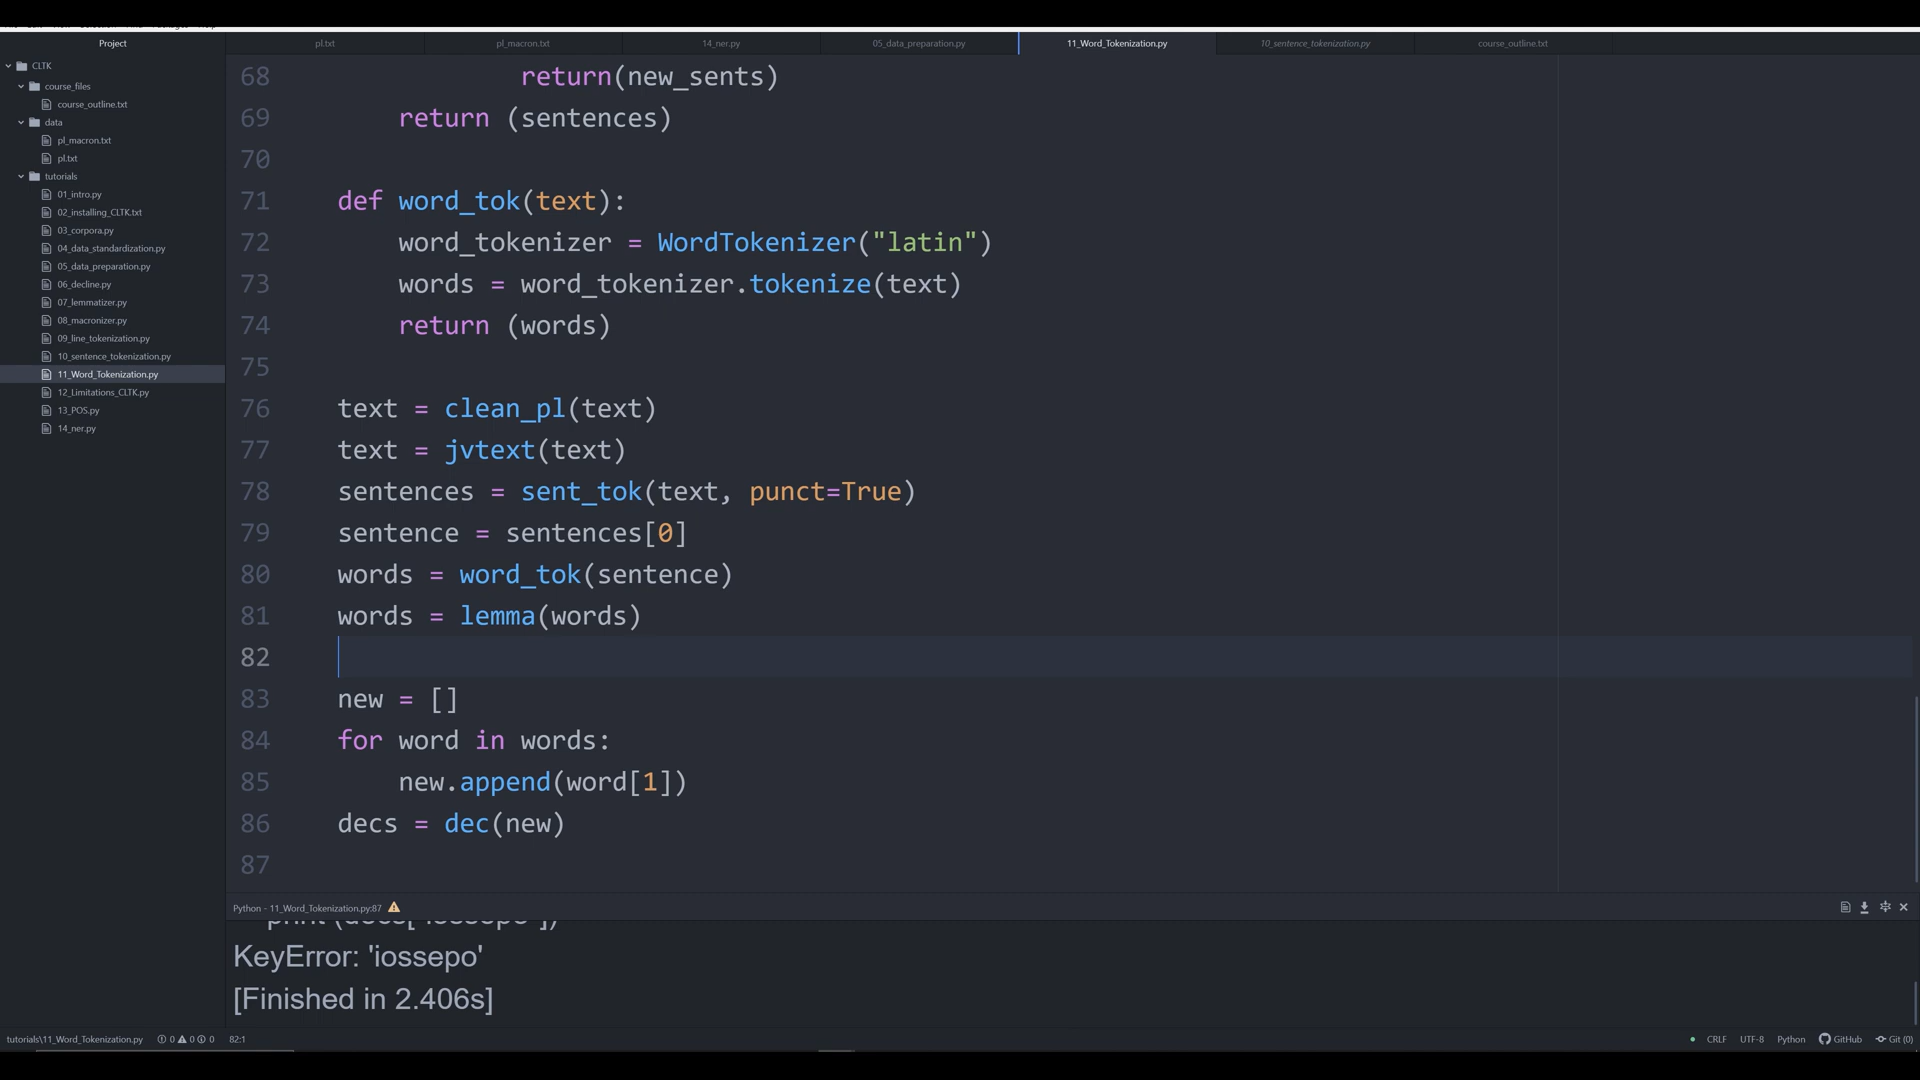 Project
pl.txt
pl_macron.txt
14_ner.py
05_data_preparation.py
11_Word_Tokenization.py
10_sentence_tokenization.py
course_outline.txt
CLTK
course_files
course_outline.txt
data
pl_macron.txt
pl.txt
tutorials
01_intro.py
02_installing_CLTK.txt
03_corpora.py
04_data_standardization.py
05_data_preparation.py
06_decline.py
07_lemmatizer.py
08_macronizer.py
09_line_tokenization.py
10_sentence_tokenization.py
11_Word_Tokenization.py
12_Limitations_CLTK.py
13_POS.py
14_ner.py
68 return(new_sents)
69 return (sentences)
70
71 def word_tok(text):
72 word_tokenizer = WordTokenizer("latin")
73 words = word_tokenizer.tokenize(text)
74 return (words)
75
76 text = clean_pl(text)
77 text = jvtext(text)
78 sentences = sent_tok(text, punct=True)
79 sentence = sentences[0]
80 words = word_tok(sentence)
81 words = lemma(words)
82
83 new = []
84 for word in words:
85 new.append(word[1])
86 decs = dec(new)
87
Python - 11_Word_Tokenization.py:87
print (decs['iossepo'])
KeyError: 'iossepo'
[Finished in 2.406s]
tutorials\11_Word_Tokenization.py 0 0 0 82:1
CRLF UTF-8 Python GitHub Git (0)